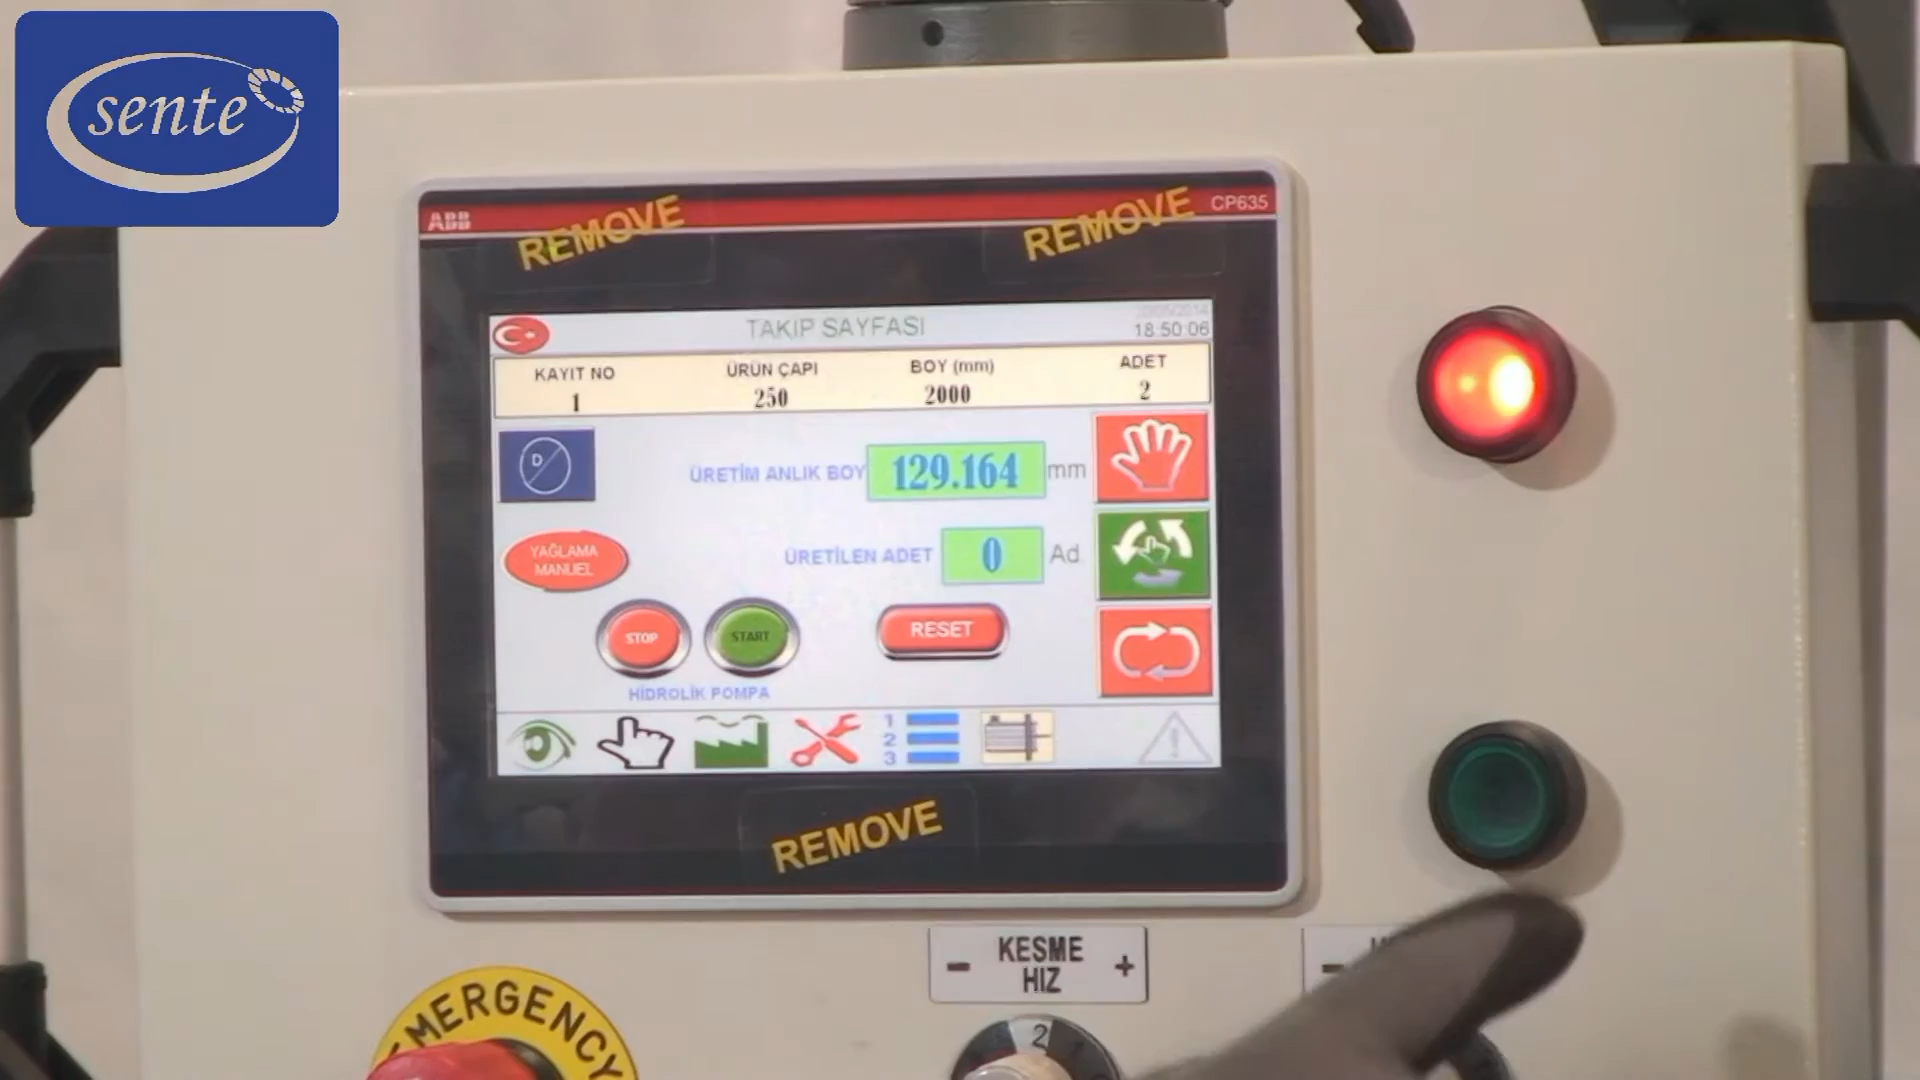 sente
ABB
CP635
REMOVE
REMOVE
TAKIP SAYFASI
18:50:06
KAYIT NO
ÜRÜN ÇAPI
BOY (mm)
ADET
1
250
2000
2
D
ÜRETİM ANLIK BOY
129.164
mm
YAĞLAMA
MANUEL
ÜRETİLEN ADET
0
Ad.
STOP
START
RESET
HİDROLİK POMPA
1
2
3
REMOVE
- KESME +
HIZ
-
EMERGENCY
2